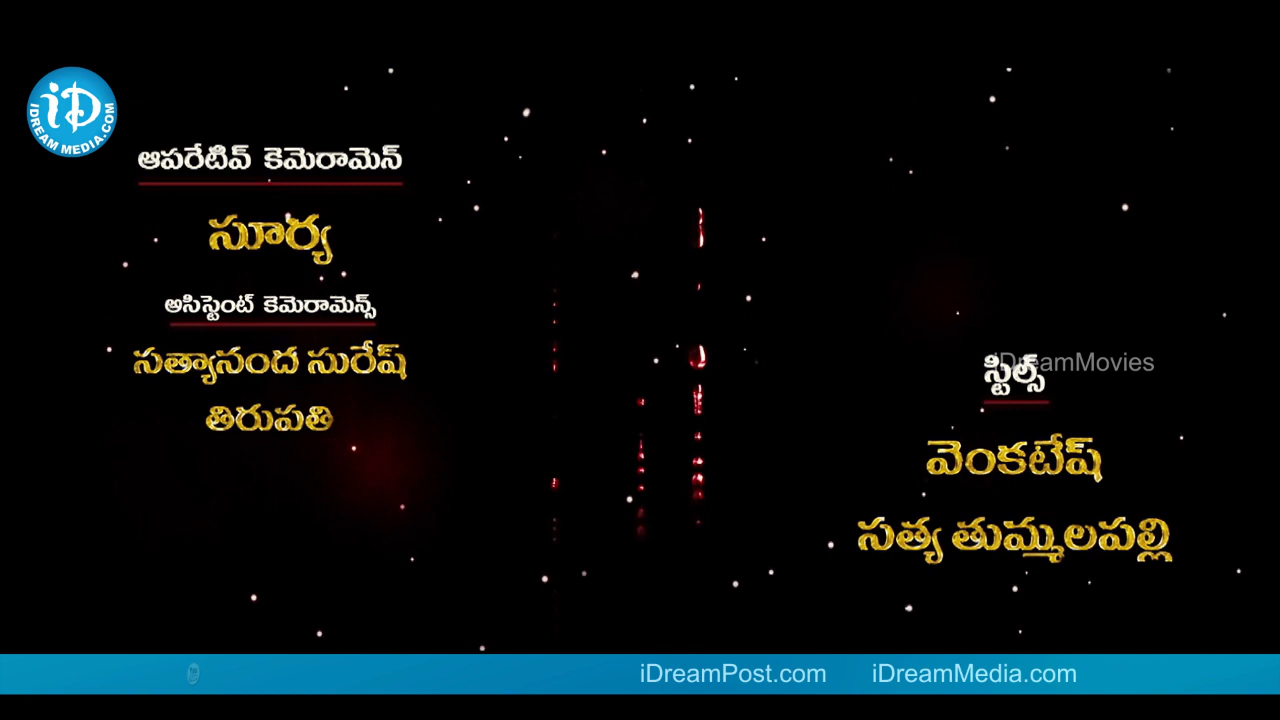 iD
IDREAM MEDIA.COM
ఆపరేటివ్ కెమెరామెన్
సూర్య
అసిస్టెంట్ కెమెరామెన్స్
సత్యానంద సురేష్
తిరుపతి
iDreamMovies
స్టిల్స్
వెంకటేష్
సత్య తుమ్మలపల్లి
iDreamPost.com iDreamMedia.com